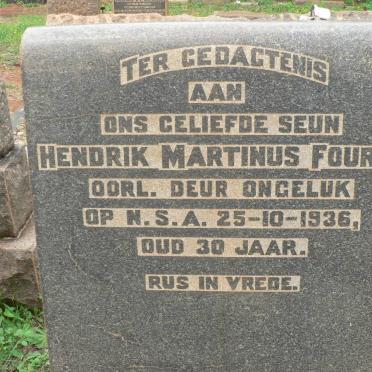 TER GEDAGTENIS
AAN
ONS GELIEFDE SEUN
HENDRIK MARTINUS FOUR
OORL. DEUR ONGELUK
OP N.S.A. 25-10-1936,
OUD 30 JAAR.
RUS IN VREDE.